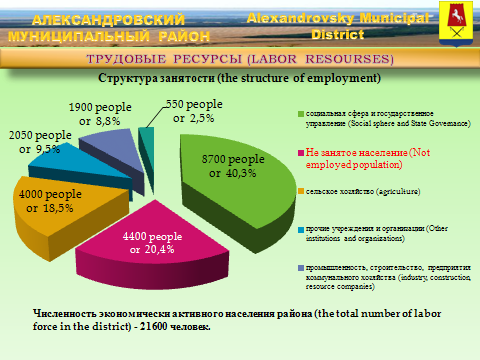 АЛЕКСАНДРОВСКИЙ
МУНИЦИПАЛЬНЫЙ РАЙОН
Alexandrovsky Municipal
District
ТРУДОВЫЕ РЕСУРСЫ (LABOR RESOURSES)
Структура занятости (the structure of employment)
1900 people
or 8,8%
550 people
or 2,5%
2050 people
or 9,5%
8700 people
or 40,3%
4000 people
or 18,5%
4400 people
or 20,4%
социальная сфера и государственное
управление (Social sphere and State Governance)
Не занятое население (Not
employed population)
сельское хозяйство (agriculture)
прочие учреждения и организации (Other
institutions and organizations)
промышленность, строительство, предприятия
коммунального хозяйства (industry, construction,
resource companies)
Численность экономически активного населения района (the total number of labor
force in the district) - 21600 человек.